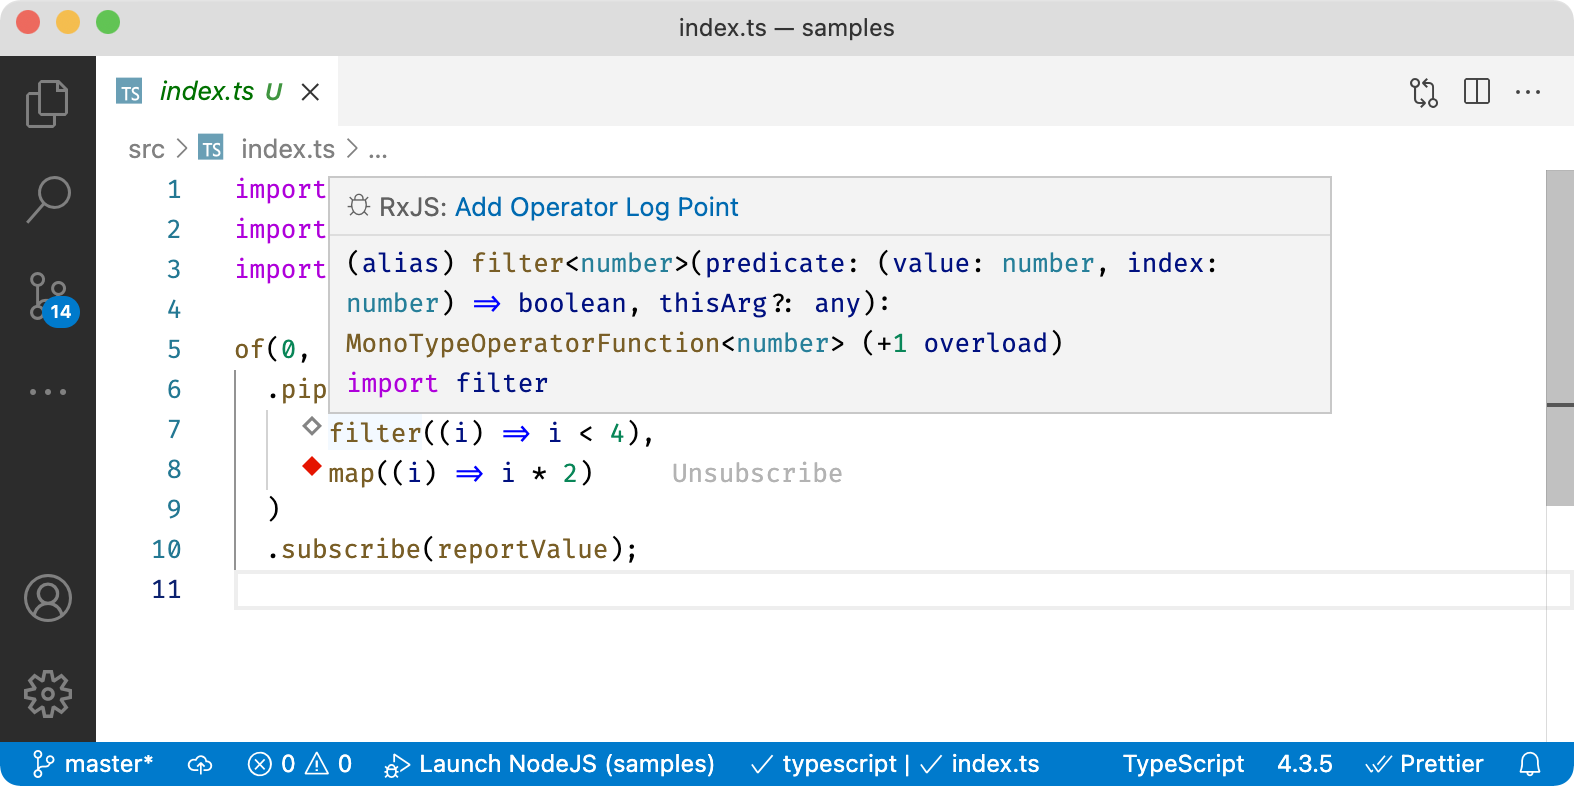 index.ts — samples
TS index.ts U
src > TS index.ts > ...
1 import
2 import
3 import
4
5 of(0,
6 .pip
RxJS: Add Operator Log Point
(alias) filter<number>(predicate: (value: number, index:
number) => boolean, thisArg?: any):
MonoTypeOperatorFunction<number> (+1 overload)
import filter
7 filter((i) => i < 4),
8 map((i) => i * 2) Unsubscribe
9 )
10 .subscribe(reportValue);
11
14
master* 0 0 Launch NodeJS (samples) ✓ typescript | ✓ index.ts TypeScript 4.3.5 Prettier